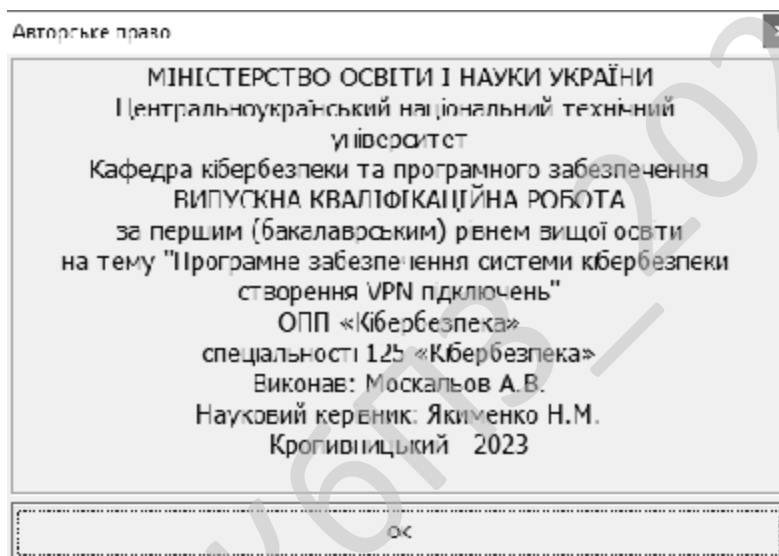 Авторське право
МІНІСТЕРСТВО ОСВІТИ І НАУКИ УКРАЇНИ
Центральноукраїнський національний технічний
університет
Кафедра кібербезпеки та програмного забезпечення
ВИПУСКНА КВАЛІФІКАЦІЙНА РОБОТА
за першим (бакалаврським) рівнем вищої освіти
на тему "Програмне забезпечення системи кібербезпеки
створення VPN підключень"
ОПП «Кібербезпека»
спеціальності 125 «Кібербезпека»
Виконав: Москальов А.В.
Науковий керівник: Якименко Н.М.
Кропивницький 2023
ОК